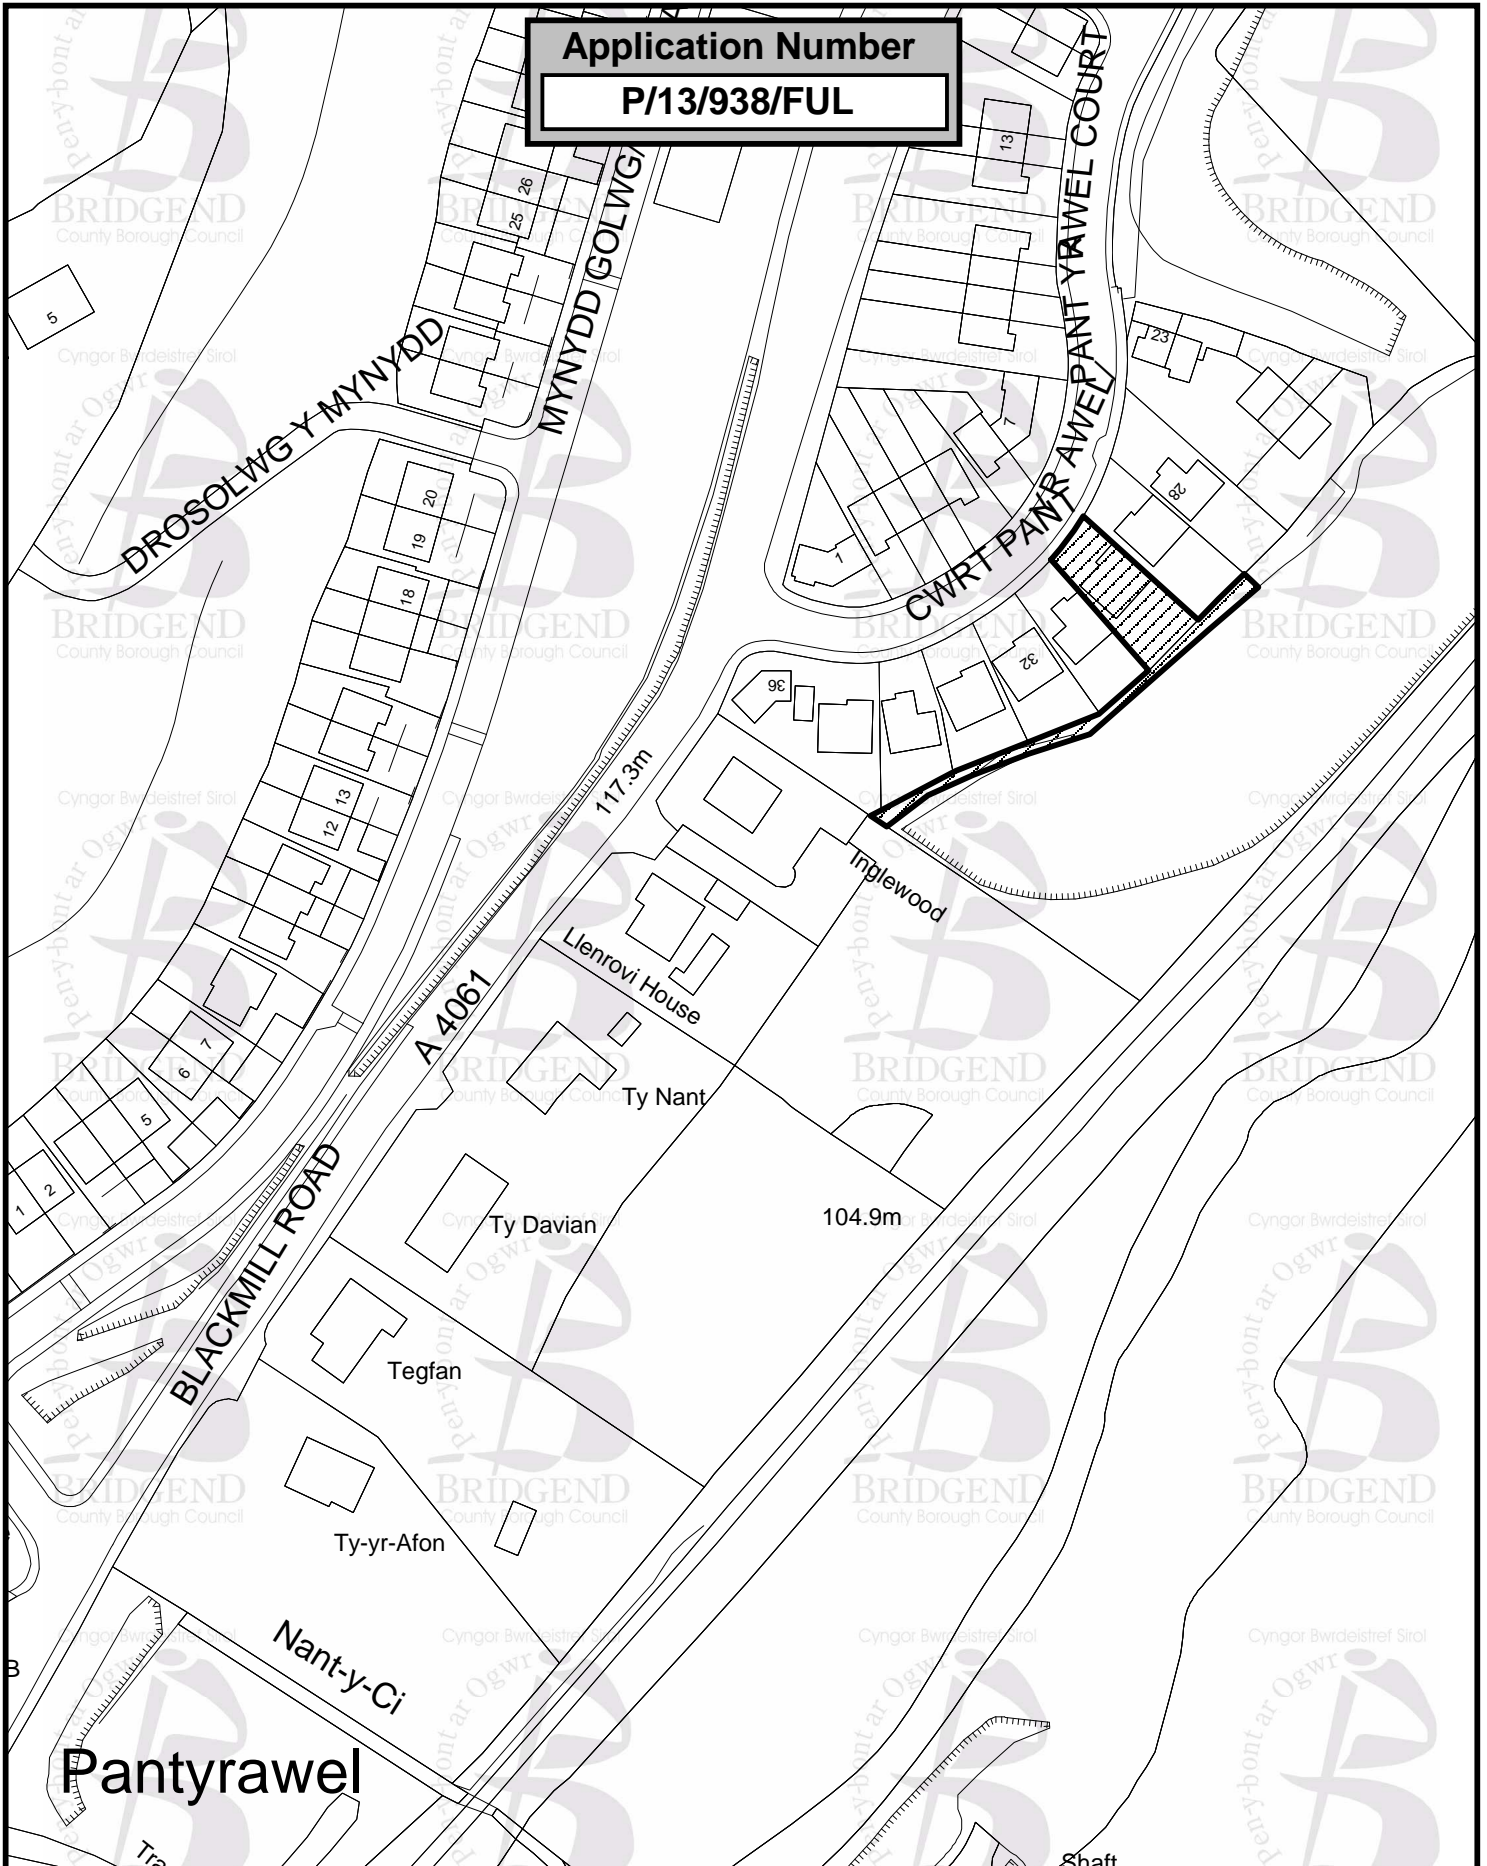 Application Number
P/13/938/FUL
PANT YR AWEL COURT
13
26
25
MYNYDD GOLWG
5
DROSOLWG Y MYNYDD
23
7
CWRT PANT YR AWEL
28
20
19
1
18
32
36
117.3m
13
12
Inglewood
Llenrovi House
A 4061
7
6
5
Ty Nant
2
1
BLACKMILL ROAD
Ty Davian
104.9m
Tegfan
Ty-yr-Afon
Nant-y-Ci
B
Pantyrawel
Tra
Shaft
Pen-y-bont ar Ogwr
BRIDGEND
County Borough Council
Cyngor Bwrdeistref Sirol